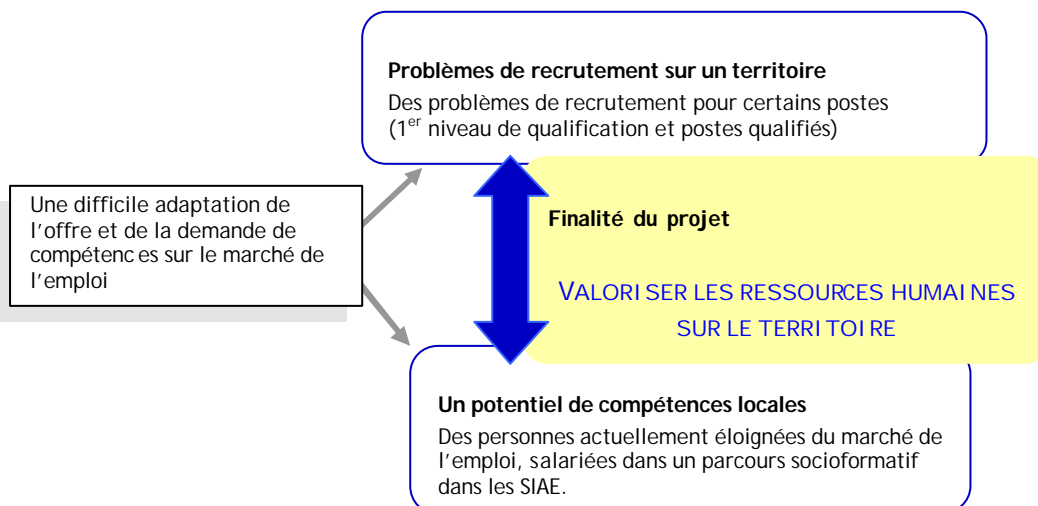 Problèmes de recrutement sur un territoire
Des problèmes de recrutement pour certains postes
(1er niveau de qualification et postes qualifiés)
Une difficile adaptation de
l'offre et de la demande de
compétences sur le marché de
l'emploi
Finalité du projet
VALORISER LES RESSOURCES HUMAINES
SUR LE TERRITOIRE
Un potentiel de compétences locales
Des personnes actuellement éloignées du marché de
l'emploi, salariées dans un parcours socioformatif
dans les SIAE.